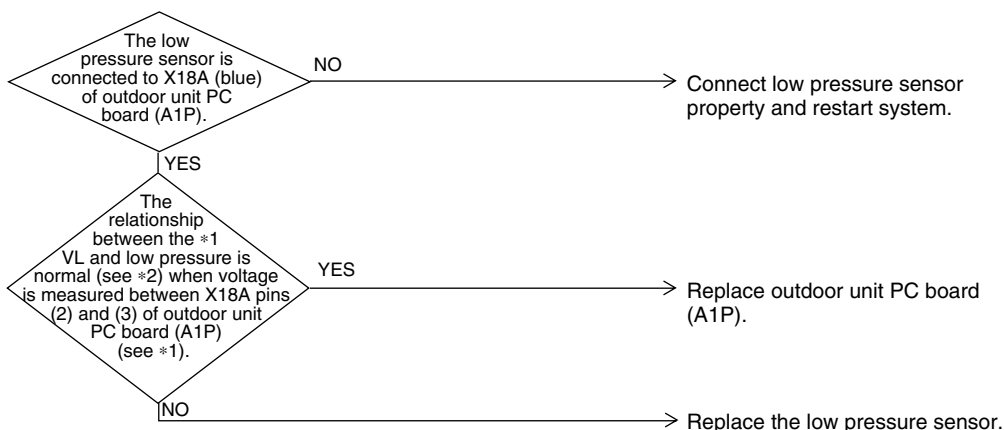 The low
pressure sensor is
connected to X18A (blue)
of outdoor unit PC
board (A1P).
NO
Connect low pressure sensor
property and restart system.
YES
The
relationship
between the *1
VL and low pressure is
normal (see *2) when voltage
is measured between X18A pins
(2) and (3) of outdoor unit
PC board (A1P)
(see *1).
YES
Replace outdoor unit PC board
(A1P).
NO
Replace the low pressure sensor.